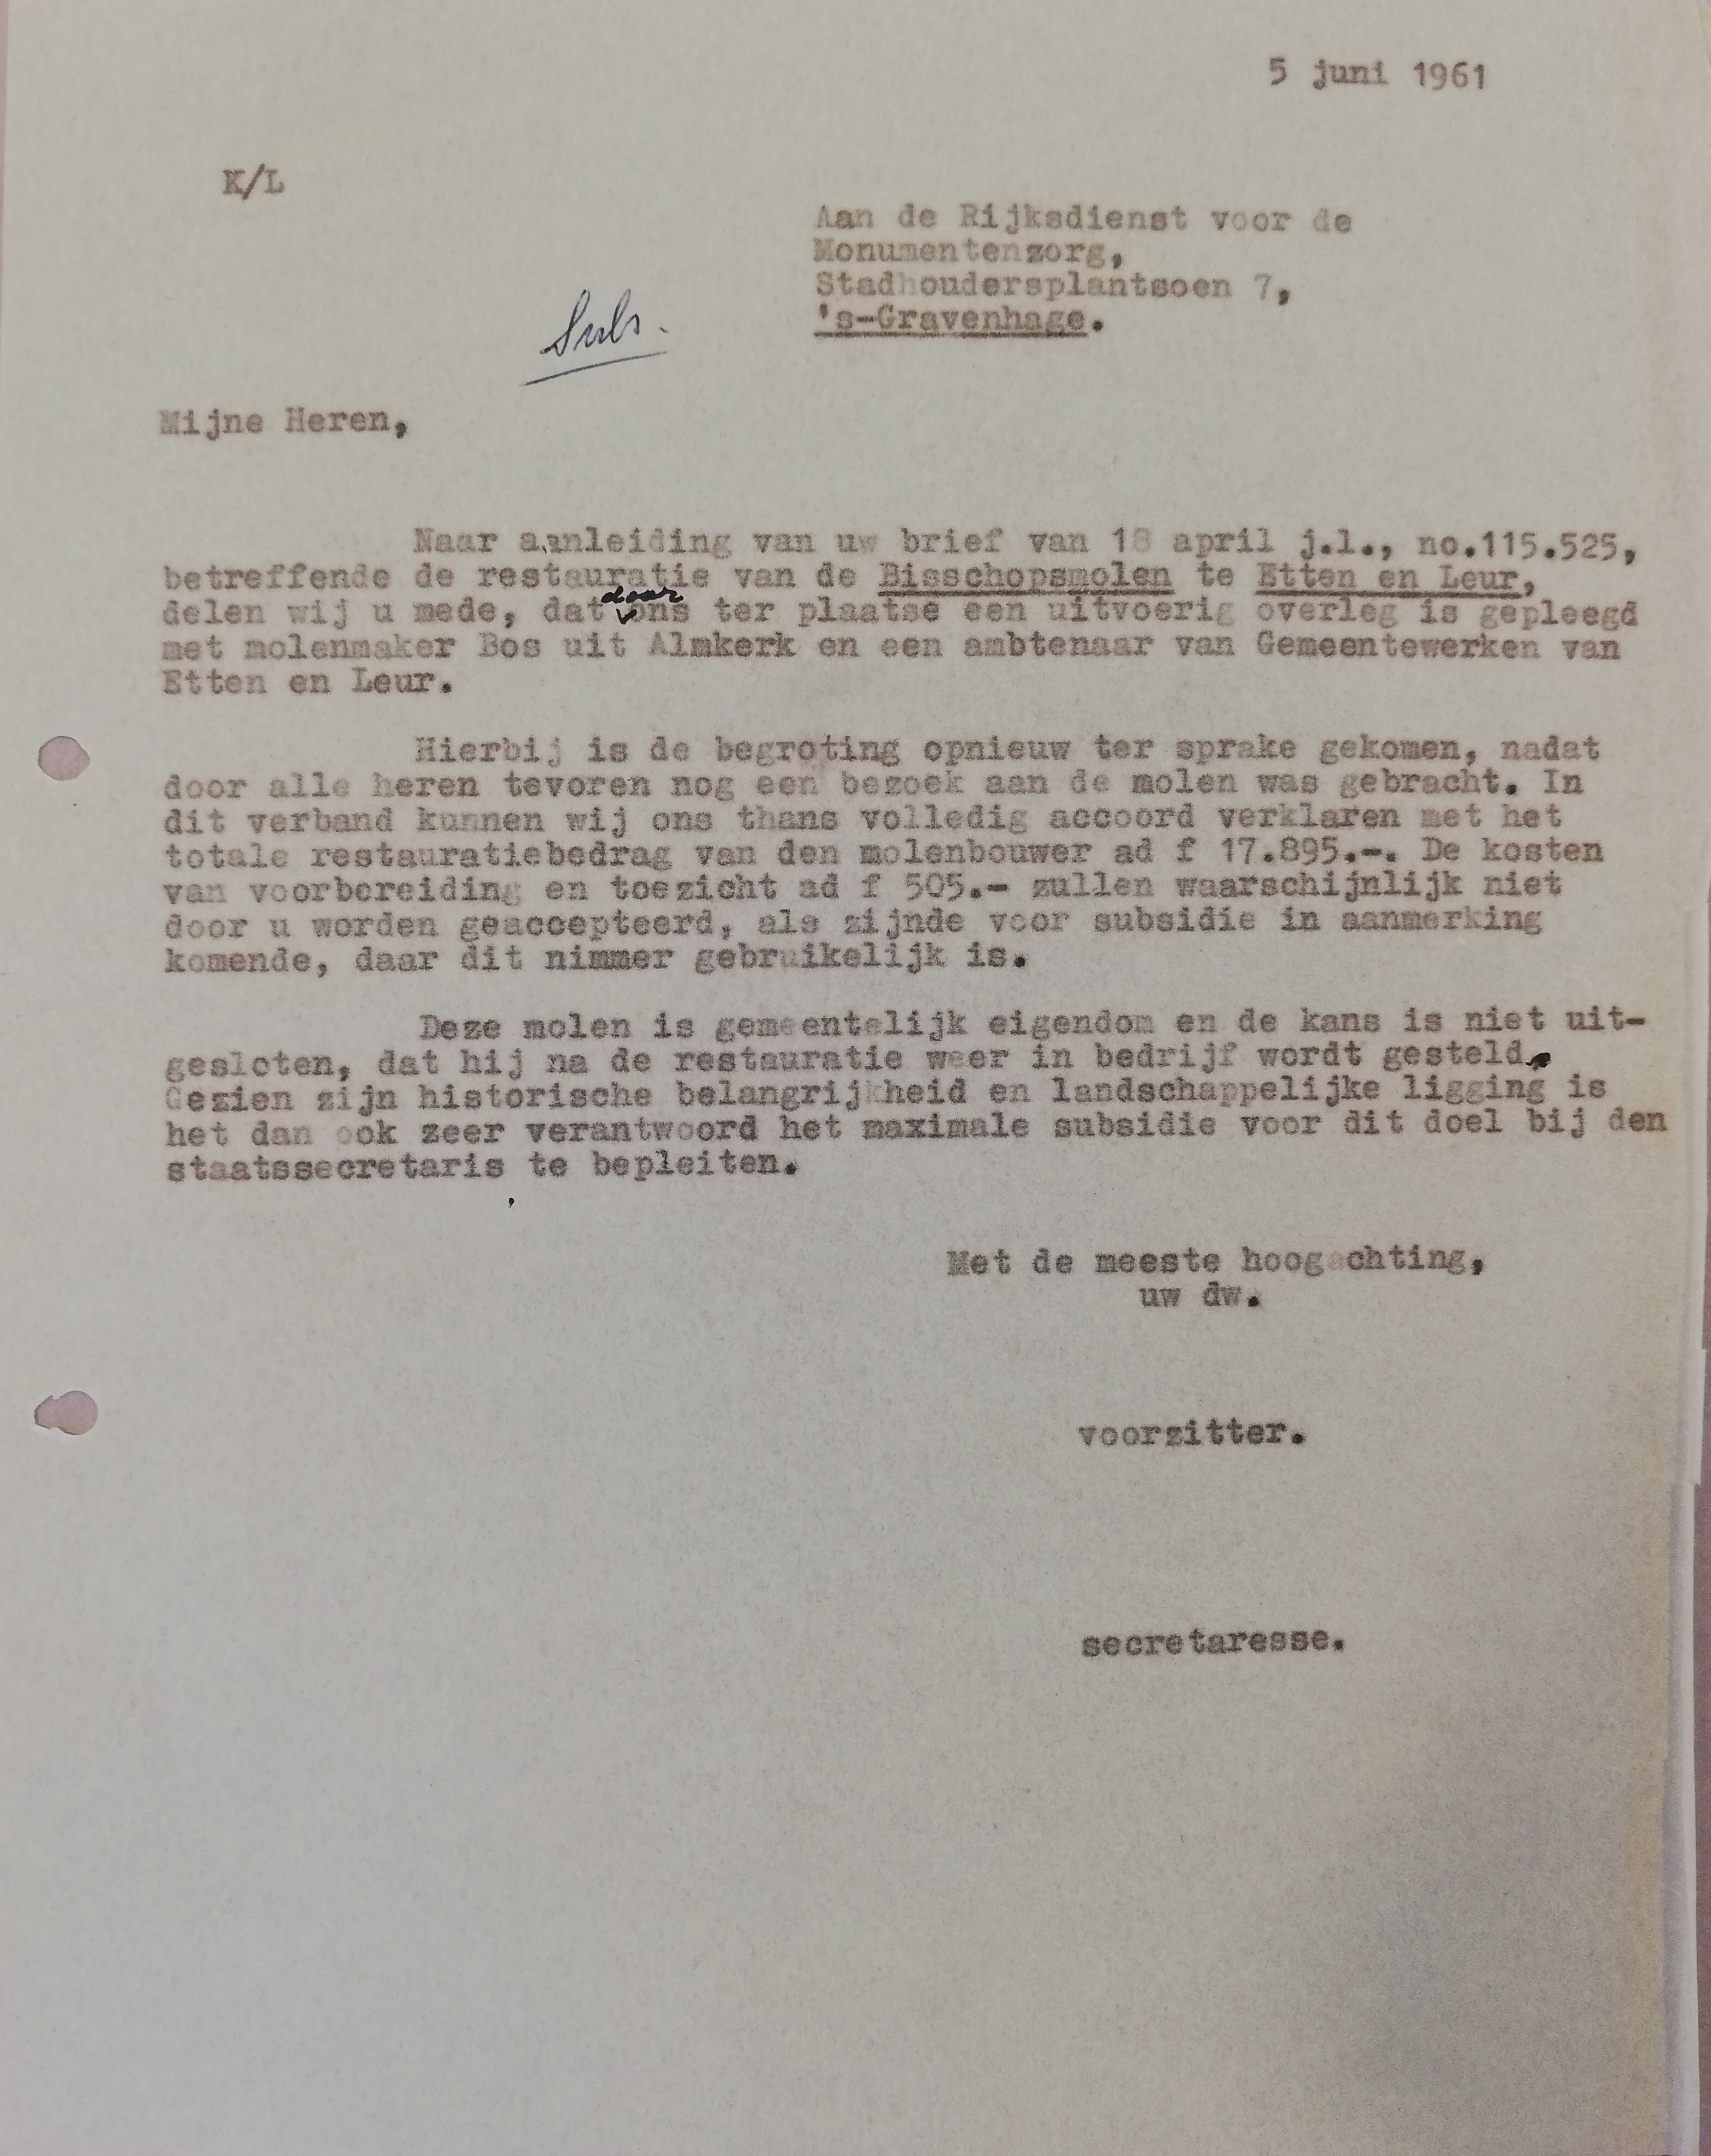 5 juni 1961
K/L
Aan de Rijksdienst voor de
Monumentenzorg,
Stadhoudersplantsoen 7,
's-Gravenhage.
Subs.
Mijne Heren,
Naar aanleiding van uw brief van 18 april j.l., no.115.525,
betreffende de restauratie van de Bisschopsmolen te Etten en Leur,
delen wij u mede, dat door ons ter plaatse een uitvoerig overleg is gepleegd
met molenmaker Bos uit Almkerk en een ambtenaar van Gemeentewerken van
Etten en Leur.
Hierbij is de begroting opnieuw ter sprake gekomen, nadat
door alle heren tevoren nog een bezoek aan de molen was gebracht. In
dit verband kunnen wij ons thans volledig accoord verklaren met het
totale restauratiebedrag van den molenbouwer ad f 17.895.-. De kosten
van voorbereiding en toezicht ad f 505.- zullen waarschijnlijk niet
door u worden geaccepteerd, als zijnde voor subsidie in aanmerking
komende, daar dit nimmer gebruikelijk is.
Deze molen is gemeentelijk eigendom en de kans is niet uit-
gesloten, dat hij na de restauratie weer in bedrijf wordt gesteld.
Gezien zijn historische belangrijkheid en landschappelijke ligging is
het dan ook zeer verantwoord het maximale subsidie voor dit doel bij den
staatssecretaris te bepleiten.
Met de meeste hoogachting,
uw dw.
voorzitter.
secretaresse.